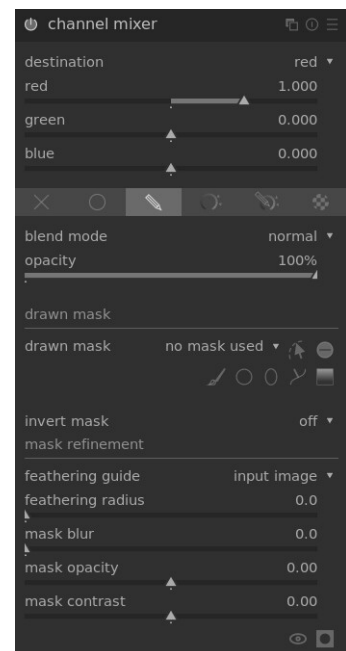 channel mixer
destination red
red 1.000
green 0.000
blue 0.000
blend mode normal
opacity 100%
drawn mask
drawn mask no mask used
invert mask off
mask refinement
feathering guide input image
feathering radius 0.0
mask blur 0.0
mask opacity 0.00
mask contrast 0.00